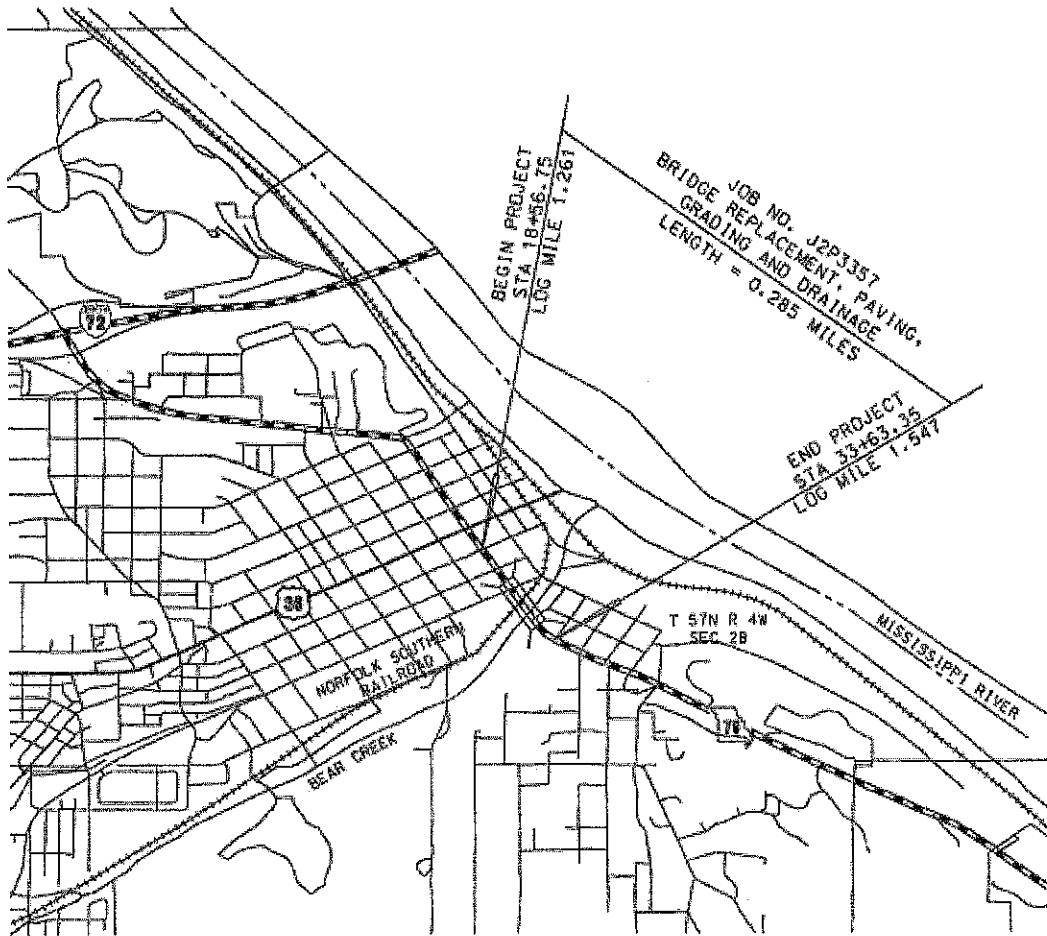 BEGIN PROJECT
STA 18+56.75
LOG MILE 1.261
JOB NO. J2P3357
BRIDGE REPLACEMENT, PAVING,
GRADING AND DRAINAGE
LENGTH = 0.285 MILES
END PROJECT
STA 33+63.35
LOG MILE 1.547
72
36
T 57N R 4W
SEC 28
MISSISSIPPI RIVER
NORFOLK SOUTHERN
RAILROAD
79
BEAR CREEK